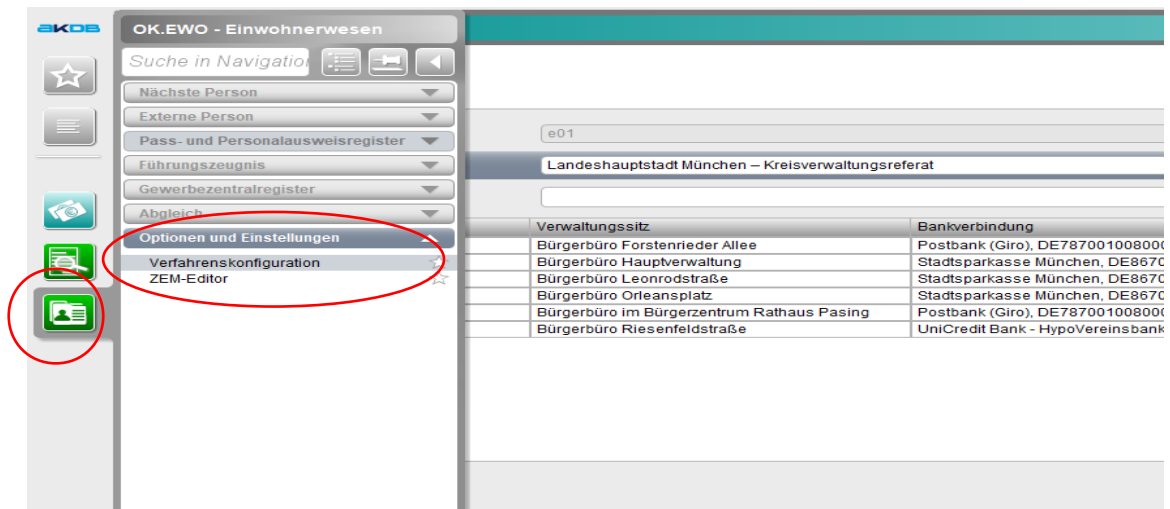 AKDB
OK.EWO - Einwohnerwesen
Suche in Navigatio
Nächste Person
Externe Person
Pass- und Personalausweisregister
Führungszeugnis
Gewerbezentralregister
Abgleich
Optionen und Einstellungen
Verfahrenskonfiguration
ZEM-Editor
e01
Landeshauptstadt München – Kreisverwaltungsreferat
Verwaltungssitz Bankverbindung
Bürgerbüro Forstenrieder Allee Postbank (Giro), DE787001008000
Bürgerbüro Hauptverwaltung Stadtsparkasse München, DE8670
Bürgerbüro Leonrodstraße Stadtsparkasse München, DE8670
Bürgerbüro Orleansplatz Stadtsparkasse München, DE8670
Bürgerbüro im Bürgerzentrum Rathaus Pasing Postbank (Giro), DE787001008000
Bürgerbüro Riesenfeldstraße UniCredit Bank - HypoVereinsbank